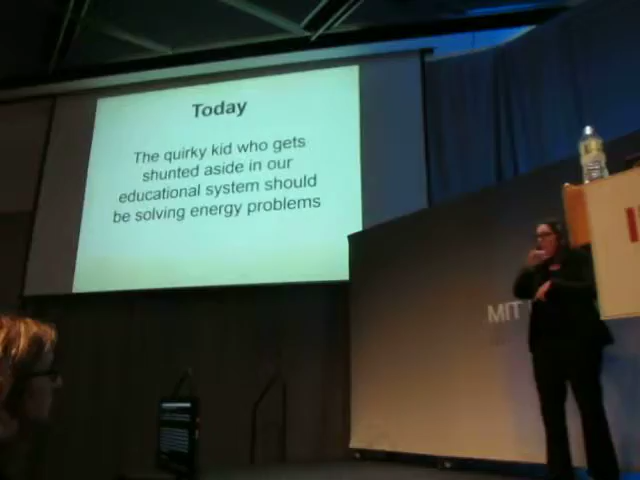 Today
The quirky kid who gets
shunted aside in our
educational system should
be solving energy problems
MIT